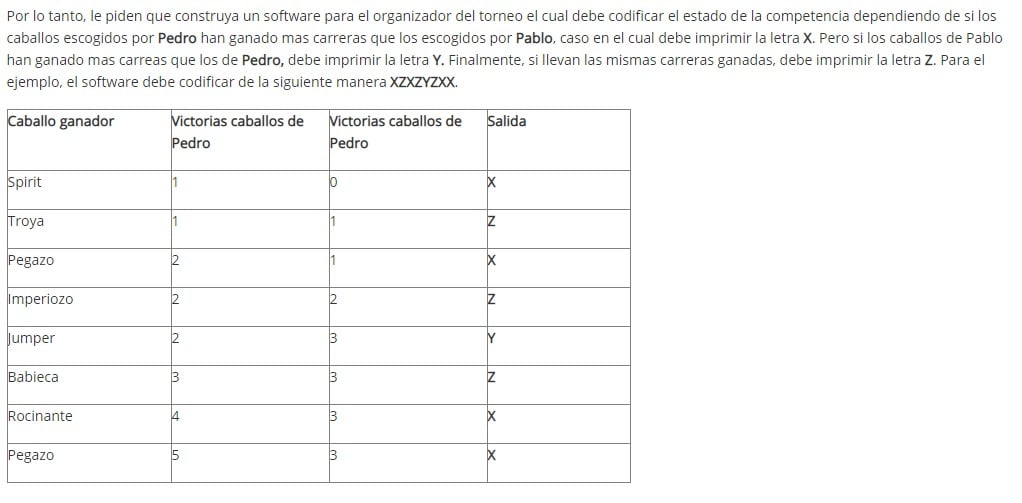 Por lo tanto, le piden que construya un software para el organizador del torneo el cual debe codificar el estado de la competencia dependiendo de si los
caballos escogidos por Pedro han ganado mas carreras que los escogidos por Pablo, caso en el cual debe imprimir la letra X. Pero si los caballos de Pablo
han ganado mas carreas que los de Pedro, debe imprimir la letra Y. Finalmente, si llevan las mismas carreras ganadas, debe imprimir la letra Z. Para el
ejemplo, el software debe codificar de la siguiente manera XZXZYZXX.
Caballo ganador Victorias caballos de Victorias caballos de Salida
Pedro Pedro
Spirit 1 0 X
Troya 1 1 Z
Pegazo 2 1 X
Imperiozo 2 2 Z
Jumper 2 3 Y
Babieca 3 3 Z
Rocinante 4 3 X
Pegazo 5 3 X